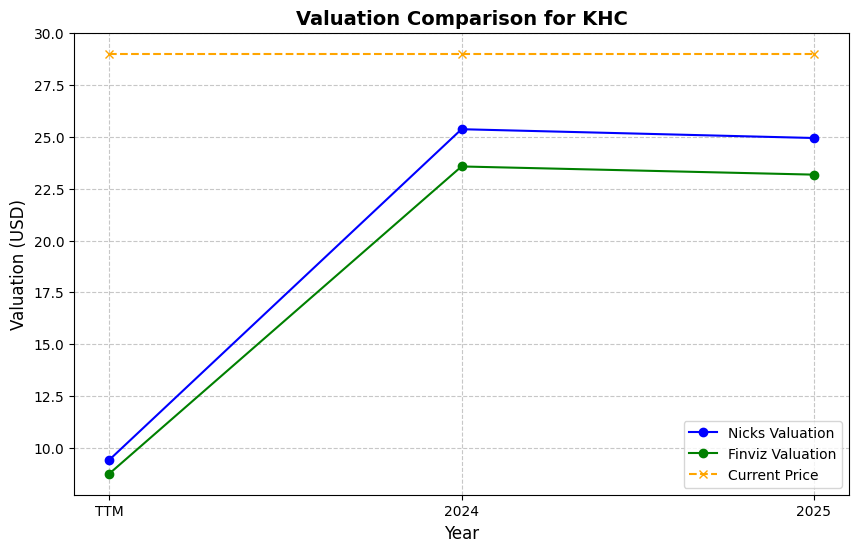 Valuation Comparison for KHC
30.0
27.5
25.0
22.5
20.0
17.5
15.0
12.5
10.0
Valuation (USD)
TTM
2024
2025
Year
Nicks Valuation
Finviz Valuation
Current Price